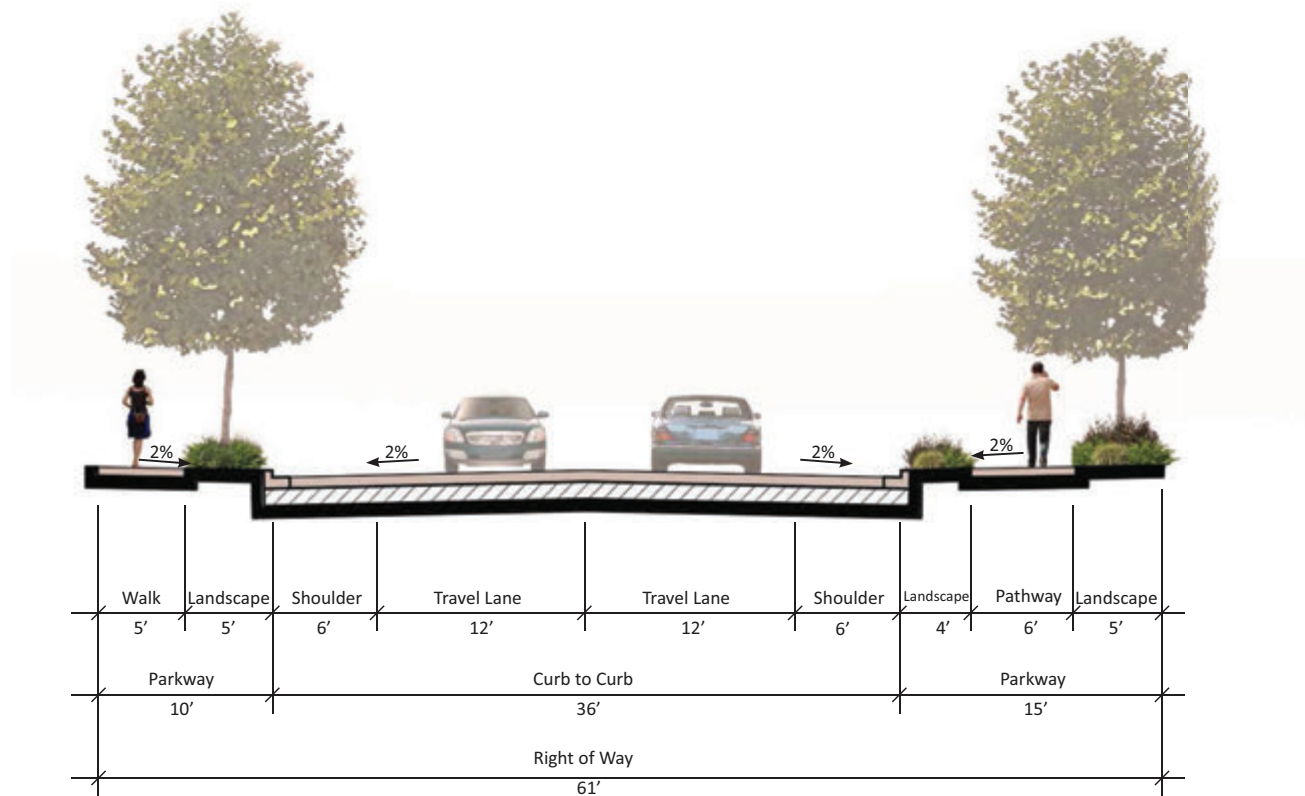 2% 2% 2% 2%
Walk Landscape Shoulder Travel Lane Travel Lane Shoulder Landscape Pathway Landscape
5’ 5’ 6’ 12’ 12’ 6’ 4’ 6’ 5’
Parkway Curb to Curb Parkway
10’ 36’ 15’
Right of Way
61’